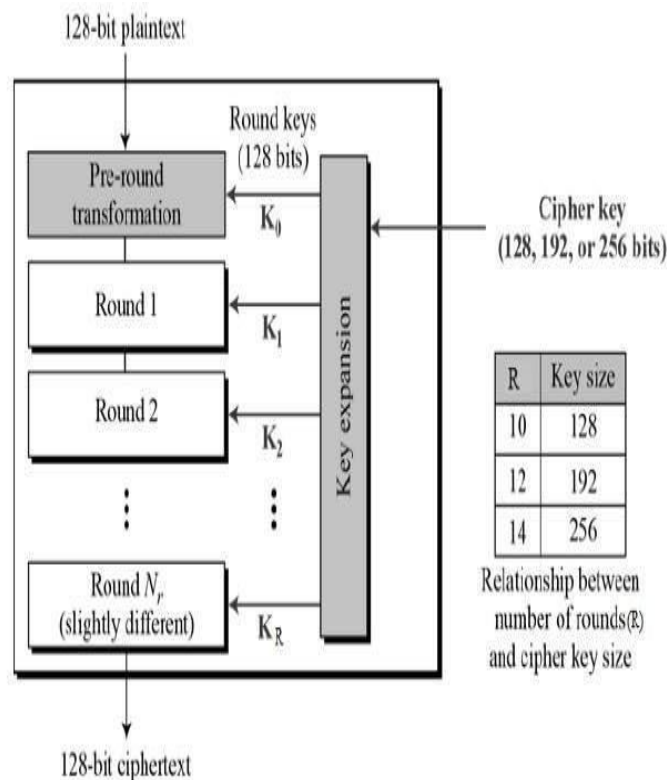 128-bit plaintext
Round keys
(128 bits)
Pre-round
transformation
K0
Cipher key
(128, 192, or 256 bits)
Round 1
K1
Key expansion
Round 2
K2
R Key size
10 128
12 192
14 256
Round Nr
(slightly different)
KR
Relationship between
number of rounds(R)
and cipher key size
128-bit ciphertext